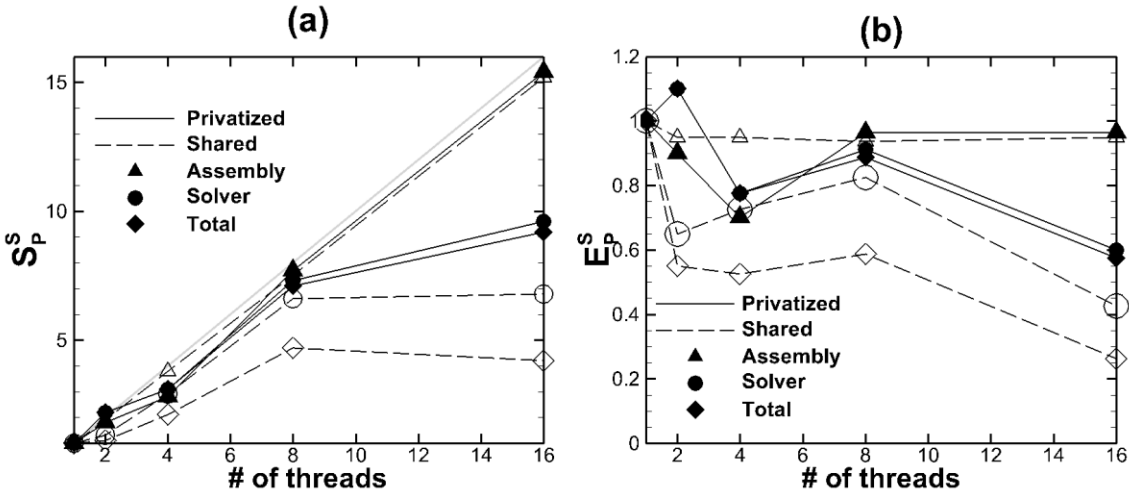 (a)
15
10
5
S_P^S
Privatized
Shared
Assembly
Solver
Total
2 4 6 8 10 12 14 16
# of threads
(b)
1.2
1
0.8
0.6
0.4
0.2
0
E_P^S
Privatized
Shared
Assembly
Solver
Total
2 4 6 8 10 12 14 16
# of threads